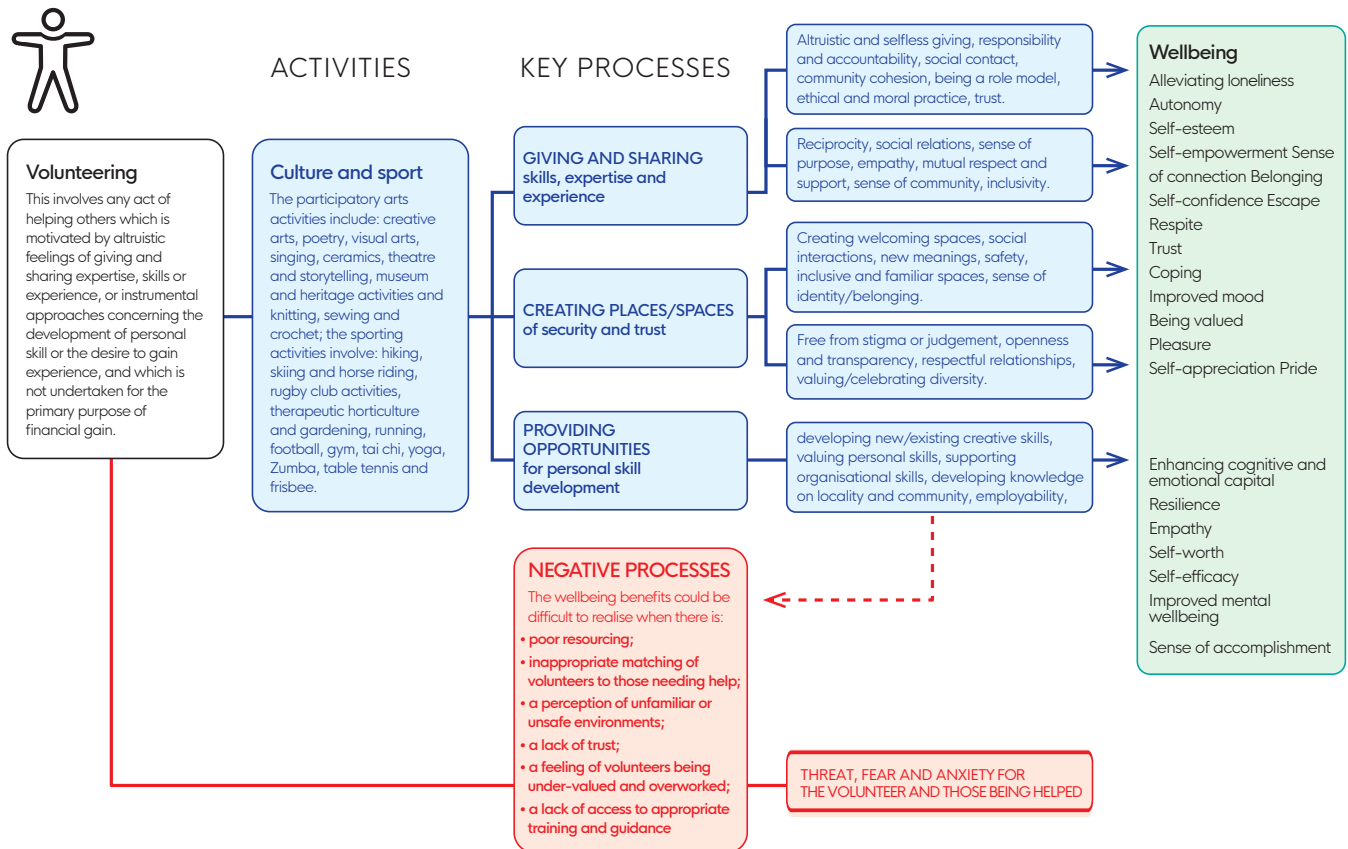 ACTIVITIES
KEY PROCESSES
Volunteering
This involves any act of
helping others which is
motivated by altruistic
feelings of giving and
sharing expertise, skills or
experience, or instrumental
approaches concerning the
development of personal
skill or the desire to gain
experience, and which is
not undertaken for the
primary purpose of
financial gain.
Culture and sport
The participatory arts
activities include: creative
arts, poetry, visual arts,
singing, ceramics, theatre
and storytelling, museum
and heritage activities and
knitting, sewing and
crochet; the sporting
activities involve: hiking,
skiing and horse riding,
rugby club activities,
therapeutic horticulture
and gardening, running,
football, gym, tai chi, yoga,
Zumba, table tennis and
frisbee.
GIVING AND SHARING
skills, expertise and
experience
CREATING PLACES/SPACES
of security and trust
PROVIDING
OPPORTUNITIES
for personal skill
development
Altruistic and selfless giving, responsibility
and accountability, social contact,
community cohesion, being a role model,
ethical and moral practice, trust.
Reciprocity, social relations, sense of
purpose, empathy, mutual respect and
support, sense of community, inclusivity.
Creating welcoming spaces, social
interactions, new meanings, safety,
inclusive and familiar spaces, sense of
identity/belonging.
Free from stigma or judgement, openness
and transparency, respectful relationships,
valuing/celebrating diversity.
developing new/existing creative skills,
valuing personal skills, supporting
organisational skills, developing knowledge
on locality and community, employability,
Wellbeing
Alleviating loneliness
Autonomy
Self-esteem
Self-empowerment Sense
of connection Belonging
Self-confidence Escape
Respite
Trust
Coping
Improved mood
Being valued
Pleasure
Self-appreciation Pride
Enhancing cognitive and
emotional capital
Resilience
Empathy
Self-worth
Self-efficacy
Improved mental
wellbeing
Sense of accomplishment
NEGATIVE PROCESSES
The wellbeing benefits could be
difficult to realise when there is:
• poor resourcing;
• inappropriate matching of
volunteers to those needing help;
• a perception of unfamiliar or
unsafe environments;
• a lack of trust;
• a feeling of volunteers being
under-valued and overworked;
• a lack of access to appropriate
training and guidance
THREAT, FEAR AND ANXIETY FOR
THE VOLUNTEER AND THOSE BEING HELPED